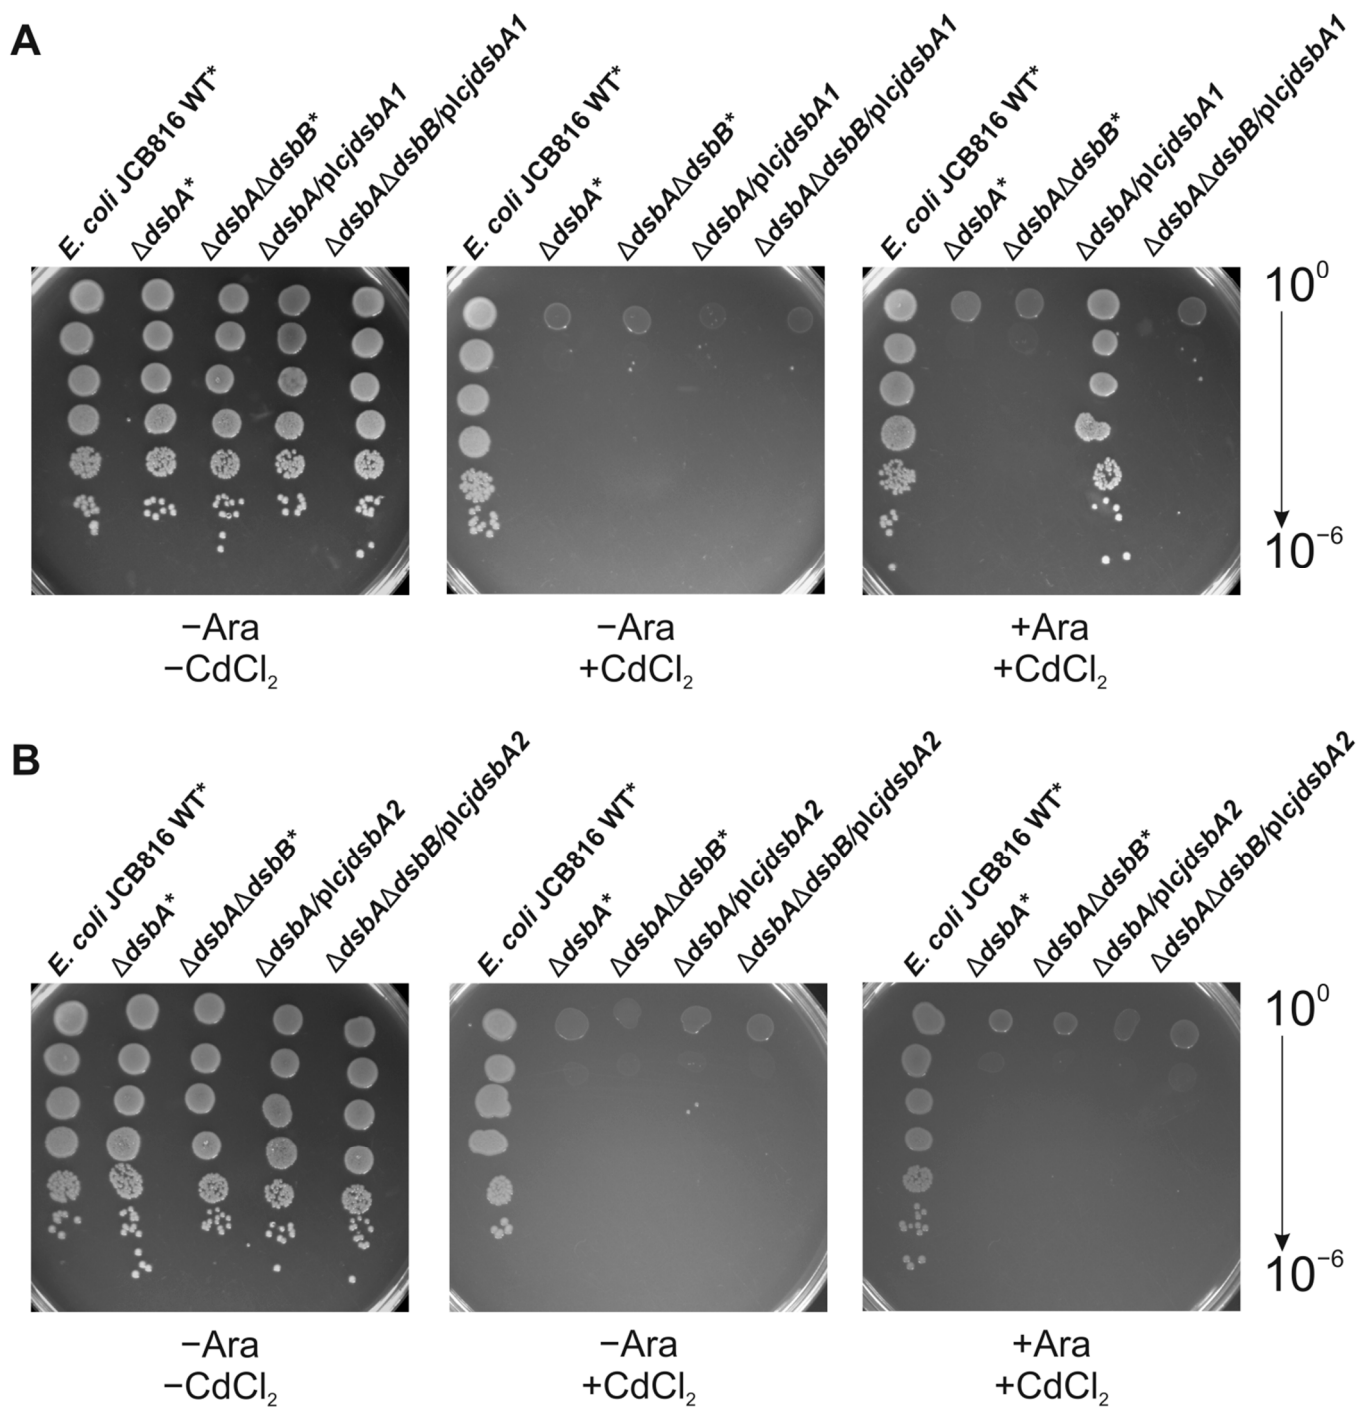 A
E. coli JCB816 WT*
ΔdsbA*
ΔdsbAΔdsbB*
ΔdsbA/pIcjdsbA1
ΔdsbAΔdsbB/pIcjdsbA1
E. coli JCB816 WT*
ΔdsbA*
ΔdsbAΔdsbB*
ΔdsbA/pIcjdsbA1
ΔdsbAΔdsbB/pIcjdsbA1
E. coli JCB816 WT*
ΔdsbA*
ΔdsbAΔdsbB*
ΔdsbA/pIcjdsbA1
ΔdsbAΔdsbB/pIcjdsbA1
10⁰
10⁻⁶
−Ara
−CdCl₂
−Ara
+CdCl₂
+Ara
+CdCl₂
B
E. coli JCB816 WT*
ΔdsbA*
ΔdsbAΔdsbB*
ΔdsbA/pIcjdsbA2
ΔdsbAΔdsbB/pIcjdsbA2
E. coli JCB816 WT*
ΔdsbA*
ΔdsbAΔdsbB*
ΔdsbA/pIcjdsbA2
ΔdsbAΔdsbB/pIcjdsbA2
E. coli JCB816 WT*
ΔdsbA*
ΔdsbAΔdsbB*
ΔdsbA/pIcjdsbA2
ΔdsbAΔdsbB/pIcjdsbA2
10⁰
10⁻⁶
−Ara
−CdCl₂
−Ara
+CdCl₂
+Ara
+CdCl₂